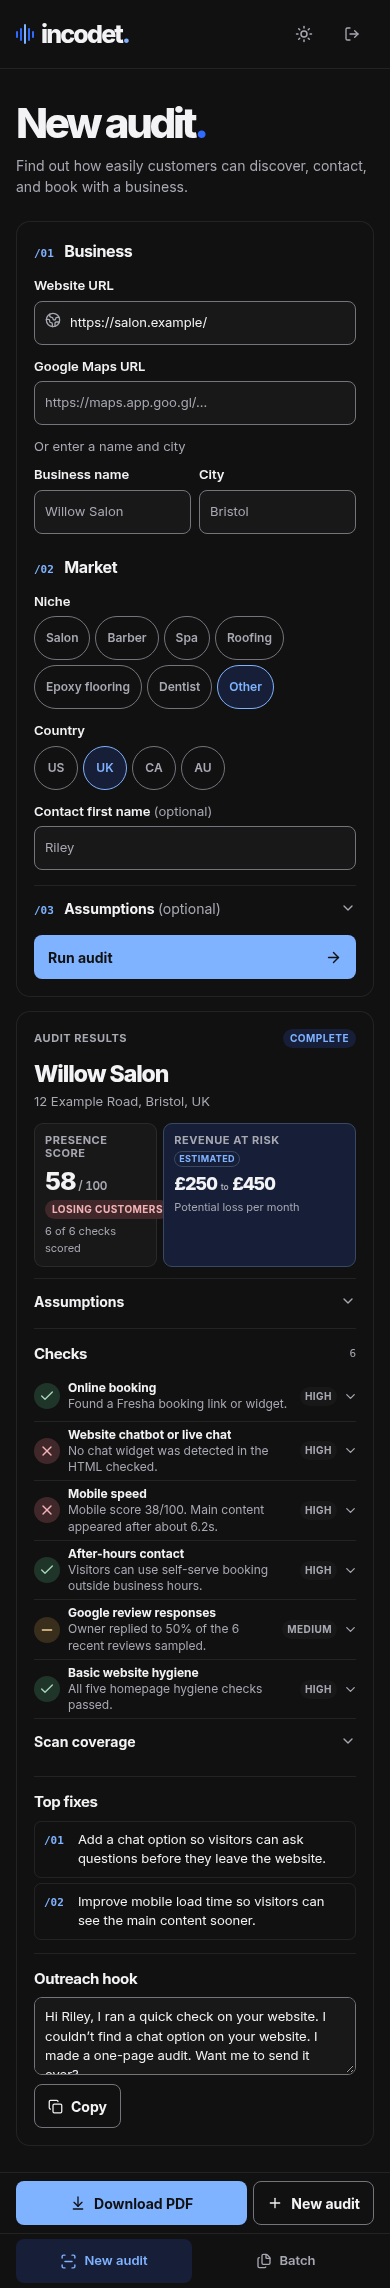 incodet.
New audit.
Find out how easily customers can discover, contact,
and book with a business.
/01 Business
Website URL
https://salon.example/
Google Maps URL
https://maps.app.goo.gl/...
Or enter a name and city
Business name City
Willow Salon Bristol
/02 Market
Niche
Salon Barber Spa Roofing
Epoxy flooring Dentist Other
Country
US UK CA AU
Contact first name (optional)
Riley
/03 Assumptions (optional)
Run audit
AUDIT RESULTS COMPLETE
Willow Salon
12 Example Road, Bristol, UK
PRESENCE
SCORE
58 / 100
LOSING CUSTOMERS
6 of 6 checks
scored
REVENUE AT RISK
ESTIMATED
£250 to £450
Potential loss per month
Assumptions
Checks 6
Online booking
Found a Fresha booking link or widget.
HIGH
Website chatbot or live chat
No chat widget was detected in the
HTML checked.
HIGH
Mobile speed
Mobile score 38/100. Main content
appeared after about 6.2s.
HIGH
After-hours contact
Visitors can use self-serve booking
outside business hours.
HIGH
Google review responses
Owner replied to 50% of the 6
recent reviews sampled.
MEDIUM
Basic website hygiene
All five homepage hygiene checks
passed.
HIGH
Scan coverage
Top fixes
/01 Add a chat option so visitors can ask
questions before they leave the website.
/02 Improve mobile load time so visitors can
see the main content sooner.
Outreach hook
Hi Riley, I ran a quick check on your website. I
couldn't find a chat option on your website. I
made a one-page audit. Want me to send it
over?
Copy
Download PDF New audit
New audit Batch